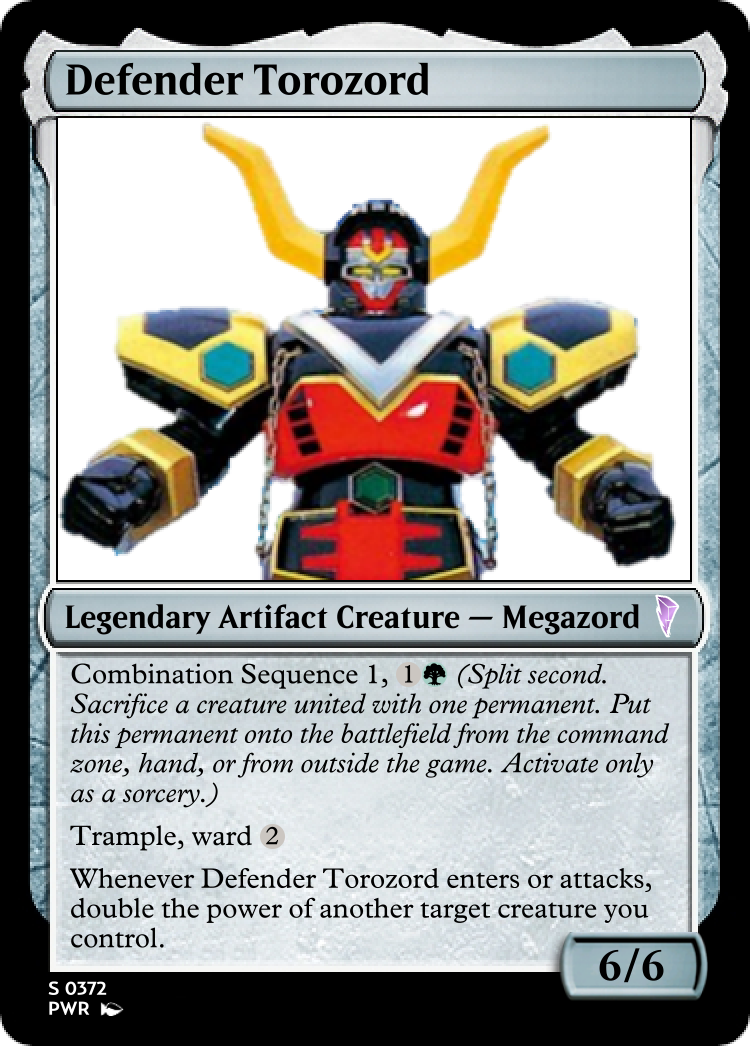 Defender Torozord
Legendary Artifact Creature — Megazord
Combination Sequence 1, 1 (Split second.
Sacrifice a creature united with one permanent. Put
this permanent onto the battlefield from the command
zone, hand, or from outside the game. Activate only
as a sorcery.)
Trample, ward 2
Whenever Defender Torozord enters or attacks,
double the power of another target creature you
control.
6/6
S 0372
PWR